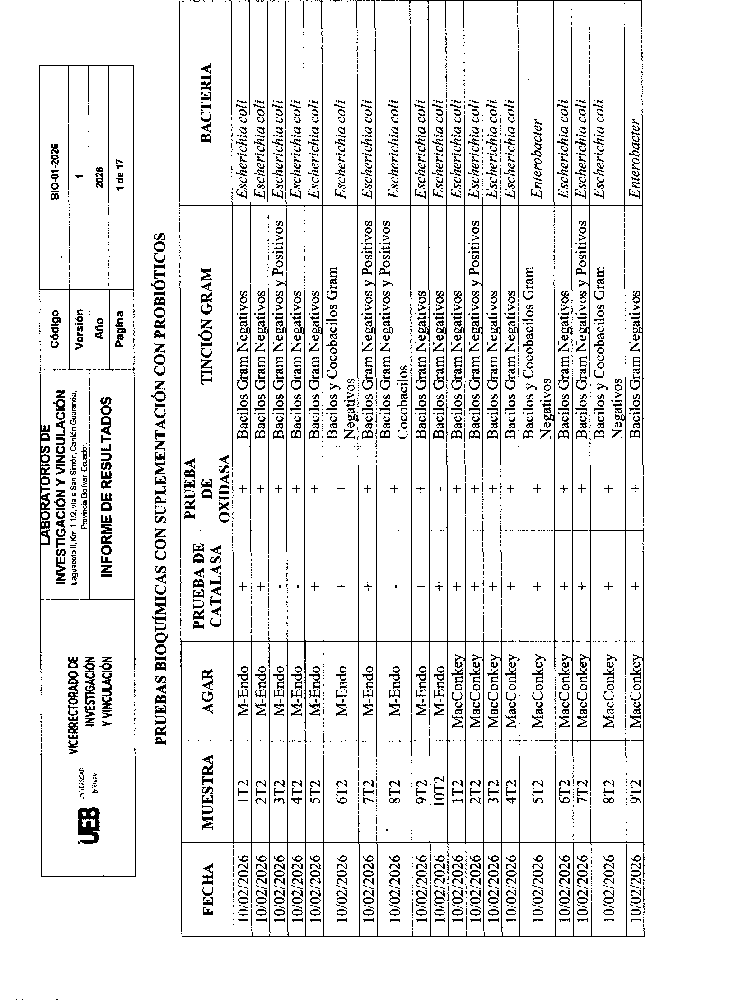 UEB
UNIVERSIDAD
BOLIVAR
VICERRECTORADO DE
INVESTIGACIÓN
Y VINCULACIÓN
LABORATORIOS DE
INVESTIGACIÓN Y VINCULACIÓN
Laguacoto II, Km 1 1/2, vía a San Simón, Cantón Guaranda,
Provincia Bolívar, Ecuador.
INFORME DE RESULTADOS
Código BIO-01-2026
Versión 1
Año 2026
Pagina 1 de 17
PRUEBAS BIOQUÍMICAS CON SUPLEMENTACIÓN CON PROBIÓTICOS
FECHA MUESTRA AGAR PRUEBA DE CATALASA PRUEBA DE OXIDASA TINCIÓN GRAM BACTERIA
10/02/2026 1T2 M-Endo + + Bacilos Gram Negativos Escherichia coli
10/02/2026 2T2 M-Endo + + Bacilos Gram Negativos Escherichia coli
10/02/2026 3T2 M-Endo - + Bacilos Gram Negativos y Positivos Escherichia coli
10/02/2026 4T2 M-Endo - + Bacilos Gram Negativos Escherichia coli
10/02/2026 5T2 M-Endo + + Bacilos Gram Negativos Escherichia coli
10/02/2026 6T2 M-Endo + + Bacilos y Cocobacilos Gram Negativos Escherichia coli
10/02/2026 7T2 M-Endo + + Bacilos Gram Negativos y Positivos Escherichia coli
10/02/2026 8T2 M-Endo - + Bacilos Gram Negativos y Positivos Cocobacilos Escherichia coli
10/02/2026 9T2 M-Endo + + Bacilos Gram Negativos Escherichia coli
10/02/2026 10T2 M-Endo + - Bacilos Gram Negativos Escherichia coli
10/02/2026 1T2 MacConkey + + Bacilos Gram Negativos Escherichia coli
10/02/2026 2T2 MacConkey + + Bacilos Gram Negativos y Positivos Escherichia coli
10/02/2026 3T2 MacConkey + + Bacilos Gram Negativos Escherichia coli
10/02/2026 4T2 MacConkey + + Bacilos Gram Negativos Escherichia coli
10/02/2026 5T2 MacConkey + + Bacilos y Cocobacilos Gram Negativos Enterobacter
10/02/2026 6T2 MacConkey + + Bacilos Gram Negativos Escherichia coli
10/02/2026 7T2 MacConkey + + Bacilos Gram Negativos y Positivos Escherichia coli
10/02/2026 8T2 MacConkey + + Bacilos y Cocobacilos Gram Negativos Escherichia coli
10/02/2026 9T2 MacConkey + + Bacilos Gram Negativos Enterobacter